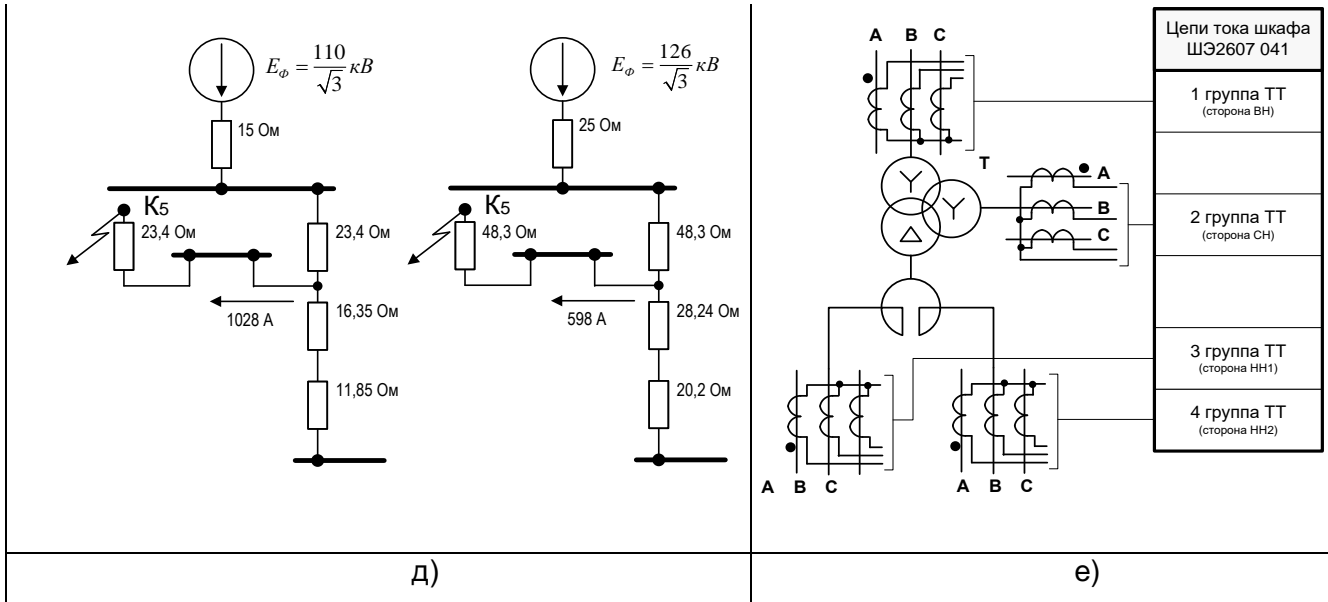 E_Ф = 110/√3 кВ
15 Ом
К5
23,4 Ом
23,4 Ом
1028 А
16,35 Ом
11,85 Ом
E_Ф = 126/√3 кВ
25 Ом
К5
48,3 Ом
48,3 Ом
598 А
28,24 Ом
20,2 Ом
д)
А В С
Т
А
В
С
А В С
А В С
Цепи тока шкафа
ШЭ2607 041
1 группа ТТ
(сторона ВН)
2 группа ТТ
(сторона СН)
3 группа ТТ
(сторона НН1)
4 группа ТТ
(сторона НН2)
е)